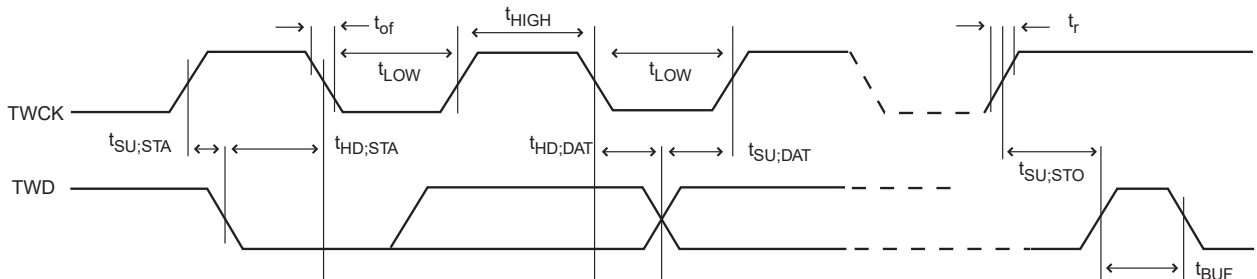 t_of
t_HIGH
t_r
t_LOW
t_LOW
TWCK
t_SU;STA
t_HD;STA
t_HD;DAT
t_SU;DAT
t_SU;STO
TWD
t_BUF